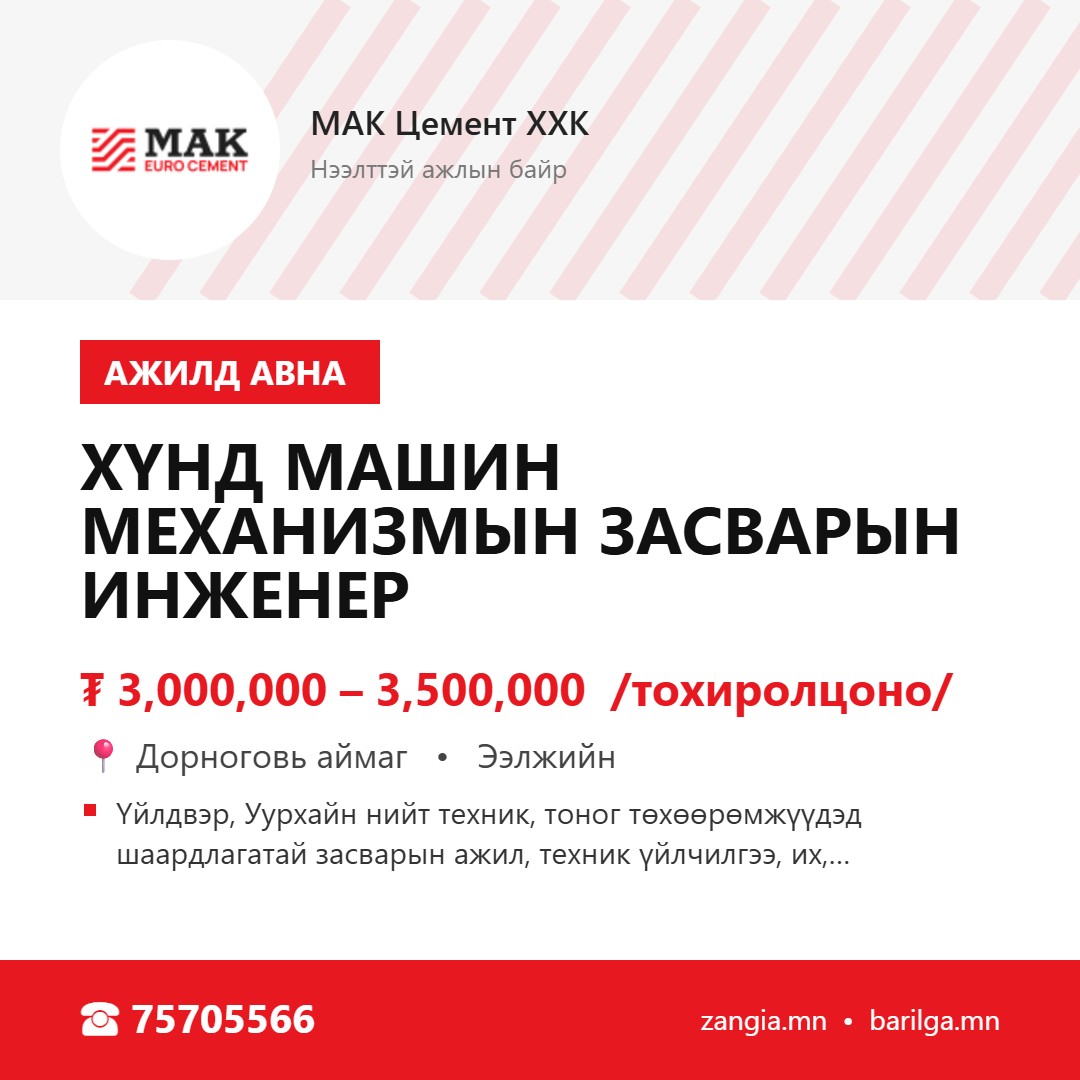 МАК
EURO CEMENT
МАК Цемент ХХК
Нээлттэй ажлын байр
АЖИЛД АВНА
ХҮНД МАШИН
МЕХАНИЗМЫН ЗАСВАРЫН
ИНЖЕНЕР
₮ 3,000,000 – 3,500,000 /тохиролцоно/
Дорноговь аймаг • Ээлжийн
Үйлдвэр, Уурхайн нийт техник, тоног төхөөрөмжүүдэд
шаардлагатай засварын ажил, техник үйлчилгээ, их,...
☎ 75705566
zangia.mn • barilga.mn